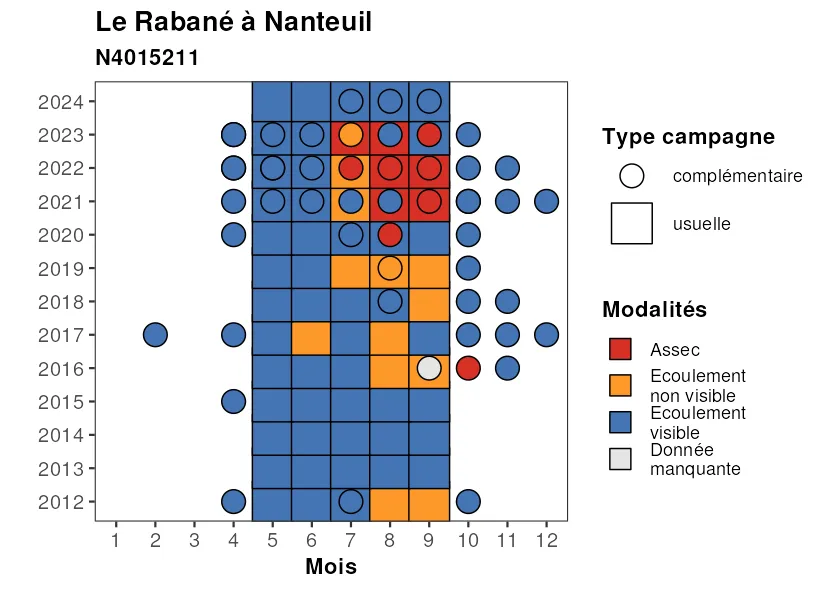 Le Rabané à Nanteuil
N4015211
2024
2023
2022
2021
2020
2019
2018
2017
2016
2015
2014
2013
2012
1 2 3 4 5 6 7 8 9 10 11 12
Mois
Type campagne
complémentaire
usuelle
Modalités
Assec
Ecoulement
non visible
Ecoulement
visible
Donnée
manquante